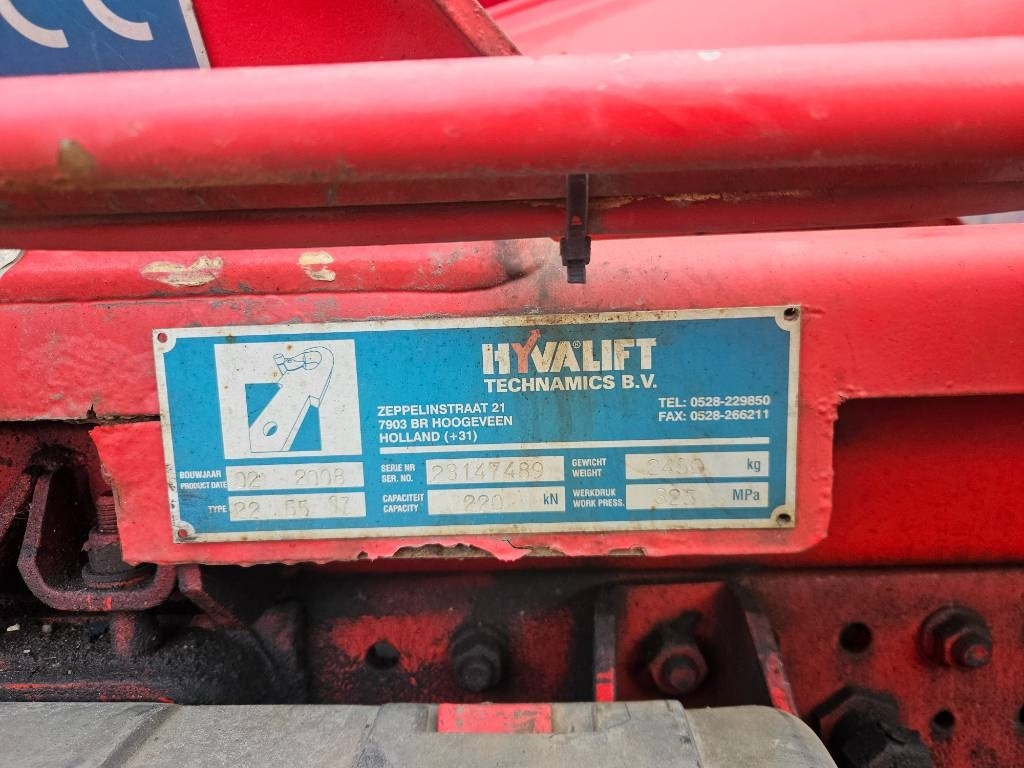 HYVALIFT®
TECHNAMICS B.V.
ZEPPELINSTRAAT 21
7903 BR HOOGEVEEN
HOLLAND (+31)
TEL: 0528-229850
FAX: 0528-266211
BOUWJAAR
PRODUCT DATE
02 2008
TYPE
22 55
SERIE NR
SER. NO.
23147489
CAPACITEIT
CAPACITY
220 kN
GEWICHT
WEIGHT
2450 kg
WERKDRUK
WORK PRESS.
325 MPa